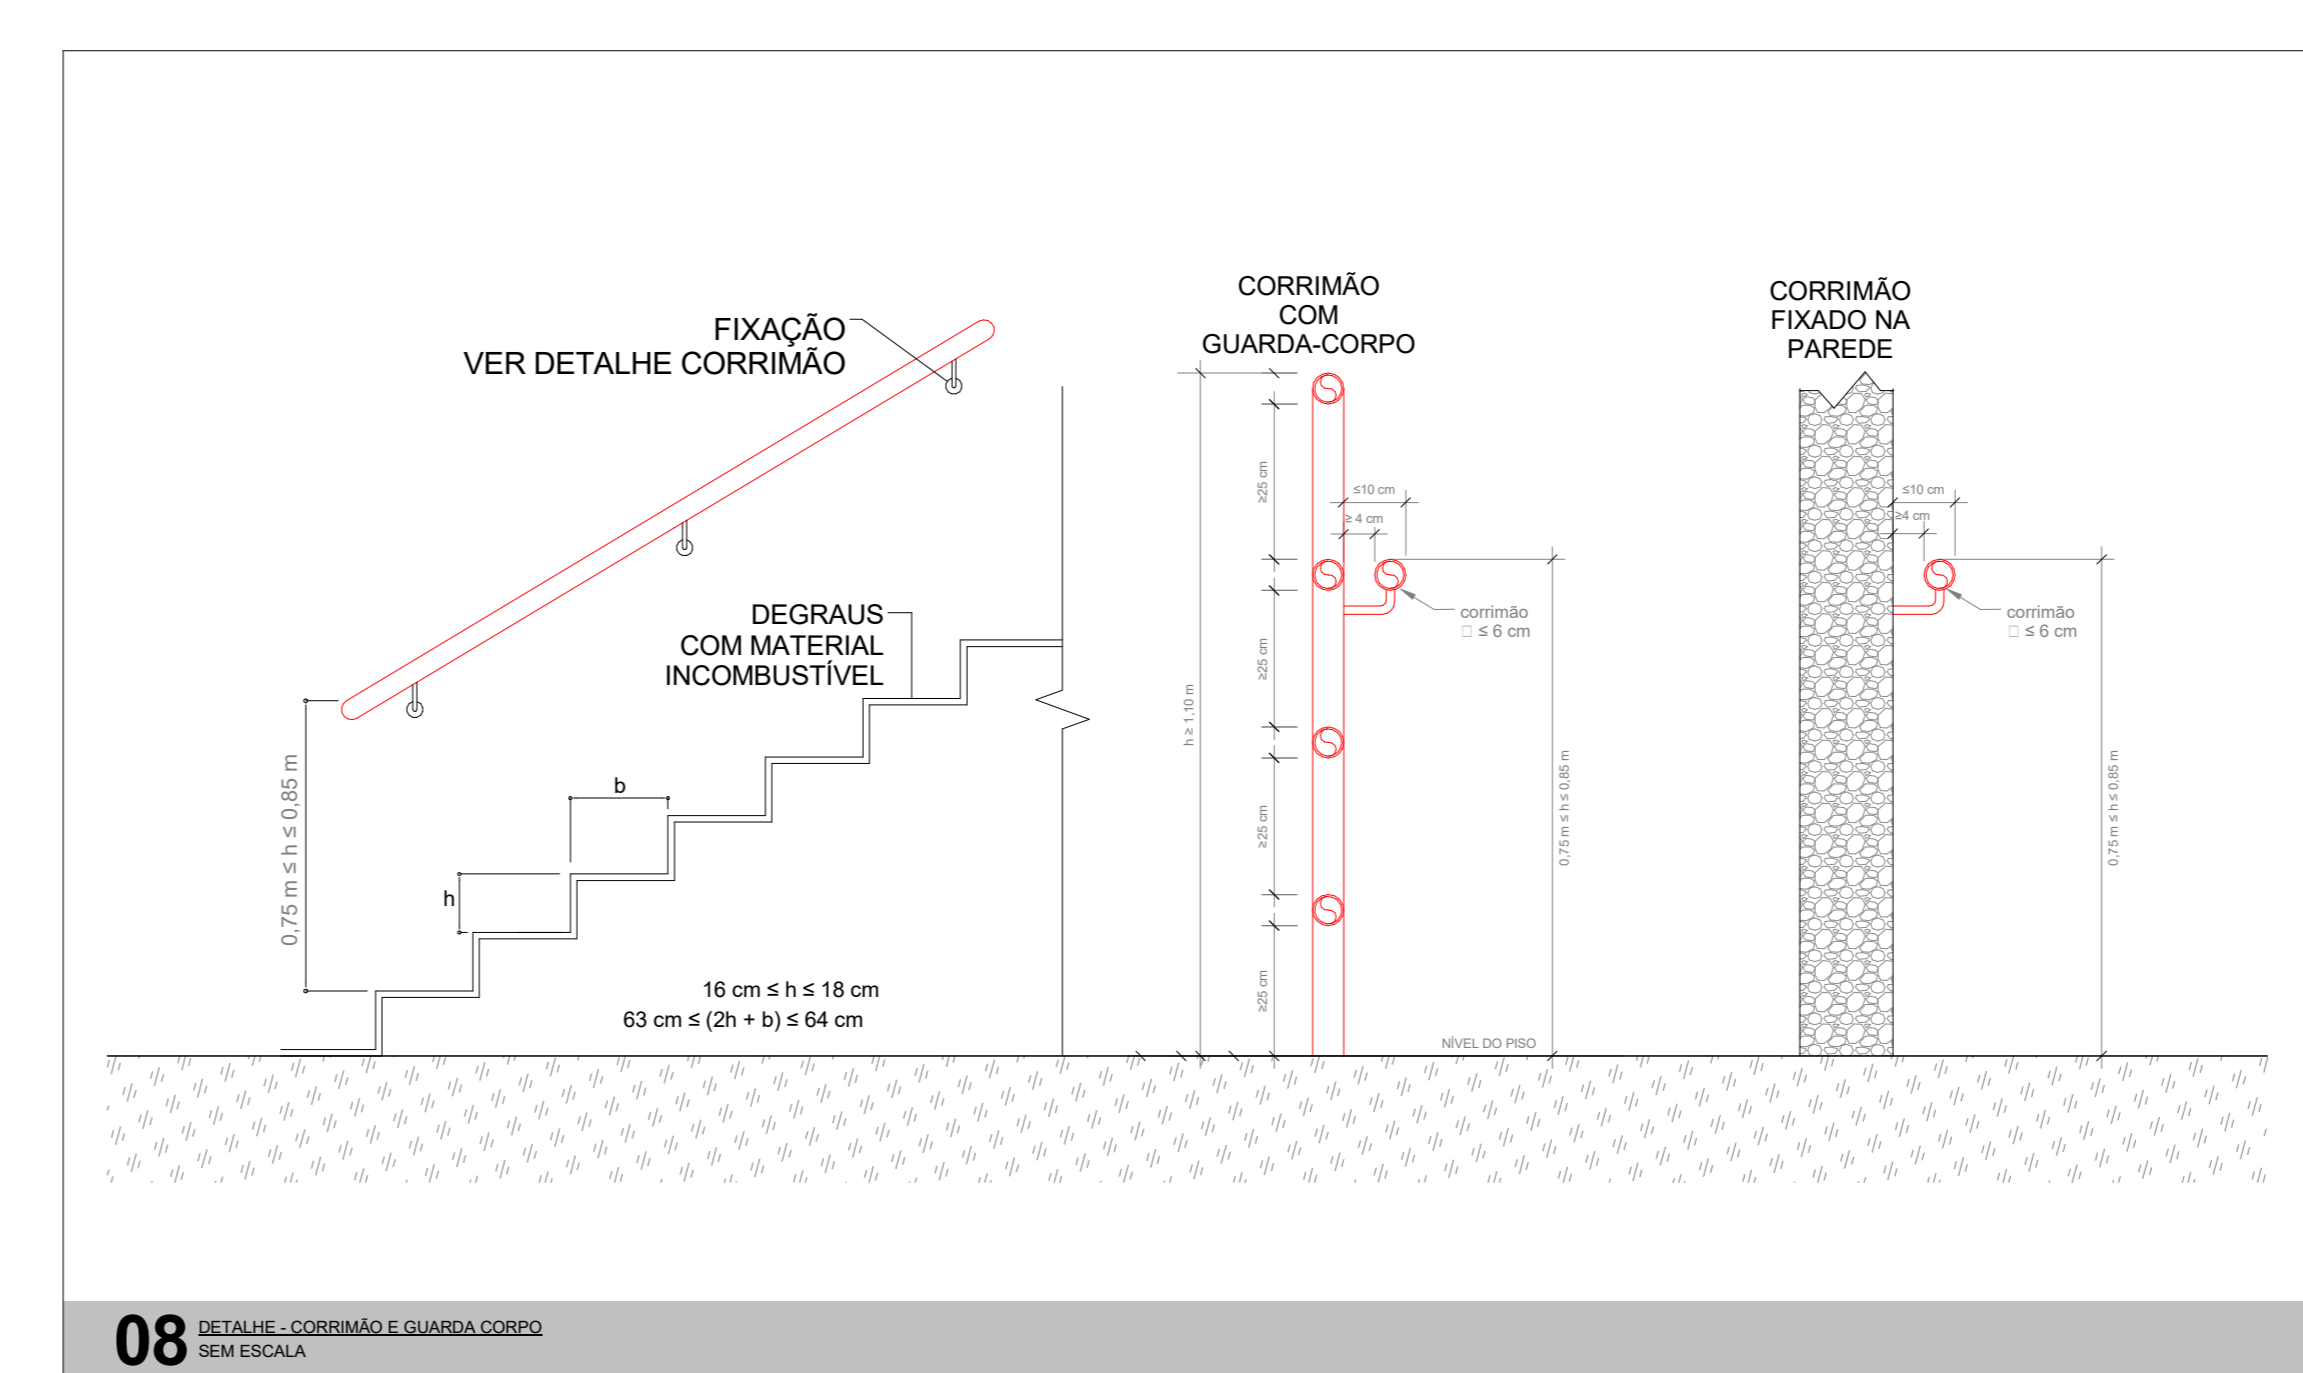 FIXAÇÃO
VER DETALHE CORRIMÃO
DEGRAUS
COM MATERIAL
INCOMBUSTÍVEL
0,75 m ≤ h ≤ 0,85 m
b
h
16 cm ≤ h ≤ 18 cm
63 cm ≤ (2h + b) ≤ 64 cm
CORRIMÃO
COM
GUARDA-CORPO
h ≥ 1,10 m
≥25 cm
≥25 cm
≥25 cm
≥25 cm
≤10 cm
≥ 4 cm
corrimão
□ ≤ 6 cm
0,75 m ≤ h ≤ 0,85 m
NÍVEL DO PISO
CORRIMÃO
FIXADO NA
PAREDE
≤10 cm
≥4 cm
corrimão
□ ≤ 6 cm
0,75 m ≤ h ≤ 0,85 m
08
DETALHE - CORRIMÃO E GUARDA CORPO
SEM ESCALA